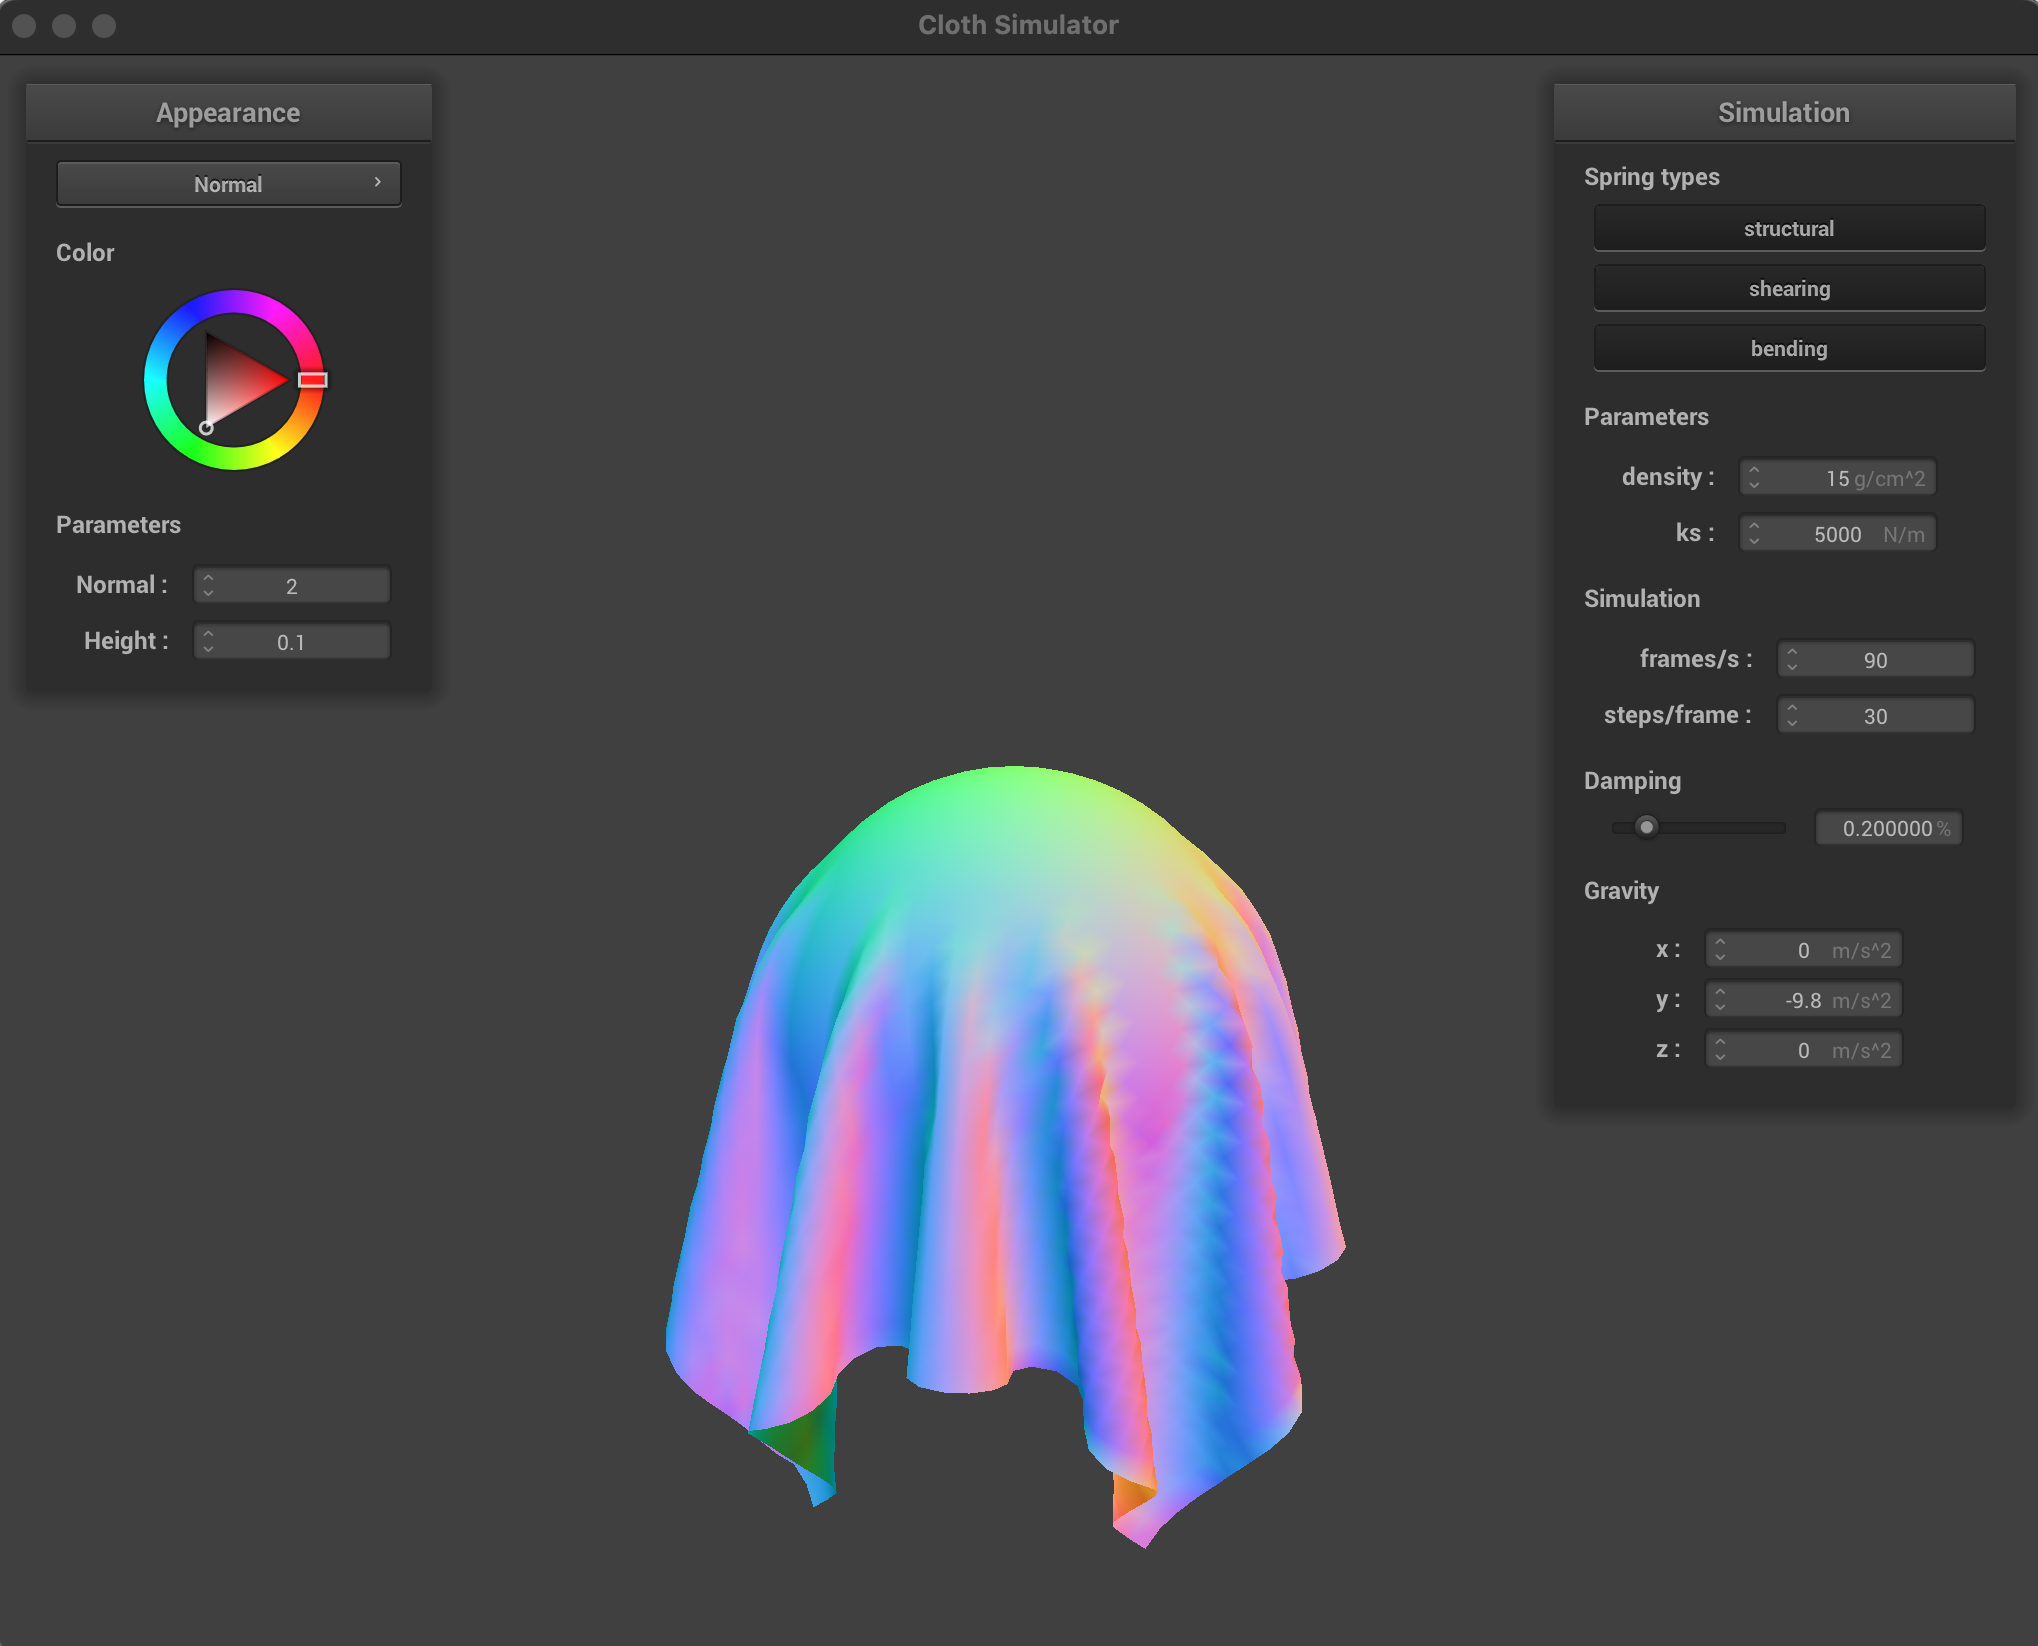 Cloth Simulator
Appearance
Normal
Color
Parameters
Normal : 2
Height : 0.1
Simulation
Spring types
structural
shearing
bending
Parameters
density : 15 g/cm^2
ks : 5000 N/m
Simulation
frames/s : 90
steps/frame : 30
Damping
0.200000 %
Gravity
x : 0 m/s^2
y : -9.8 m/s^2
z : 0 m/s^2